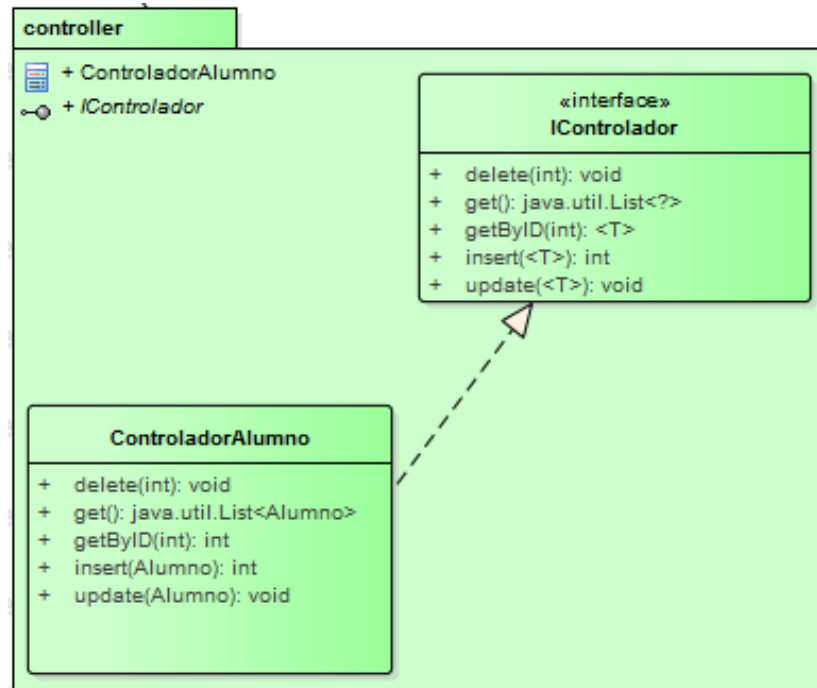 controller
+ ControladorAlumno
+ IControlador
«interface»
IControlador
+ delete(int): void
+ get(): java.util.List<?>
+ getByID(int): <T>
+ insert(<T>): int
+ update(<T>): void
ControladorAlumno
+ delete(int): void
+ get(): java.util.List<Alumno>
+ getByID(int): int
+ insert(Alumno): int
+ update(Alumno): void